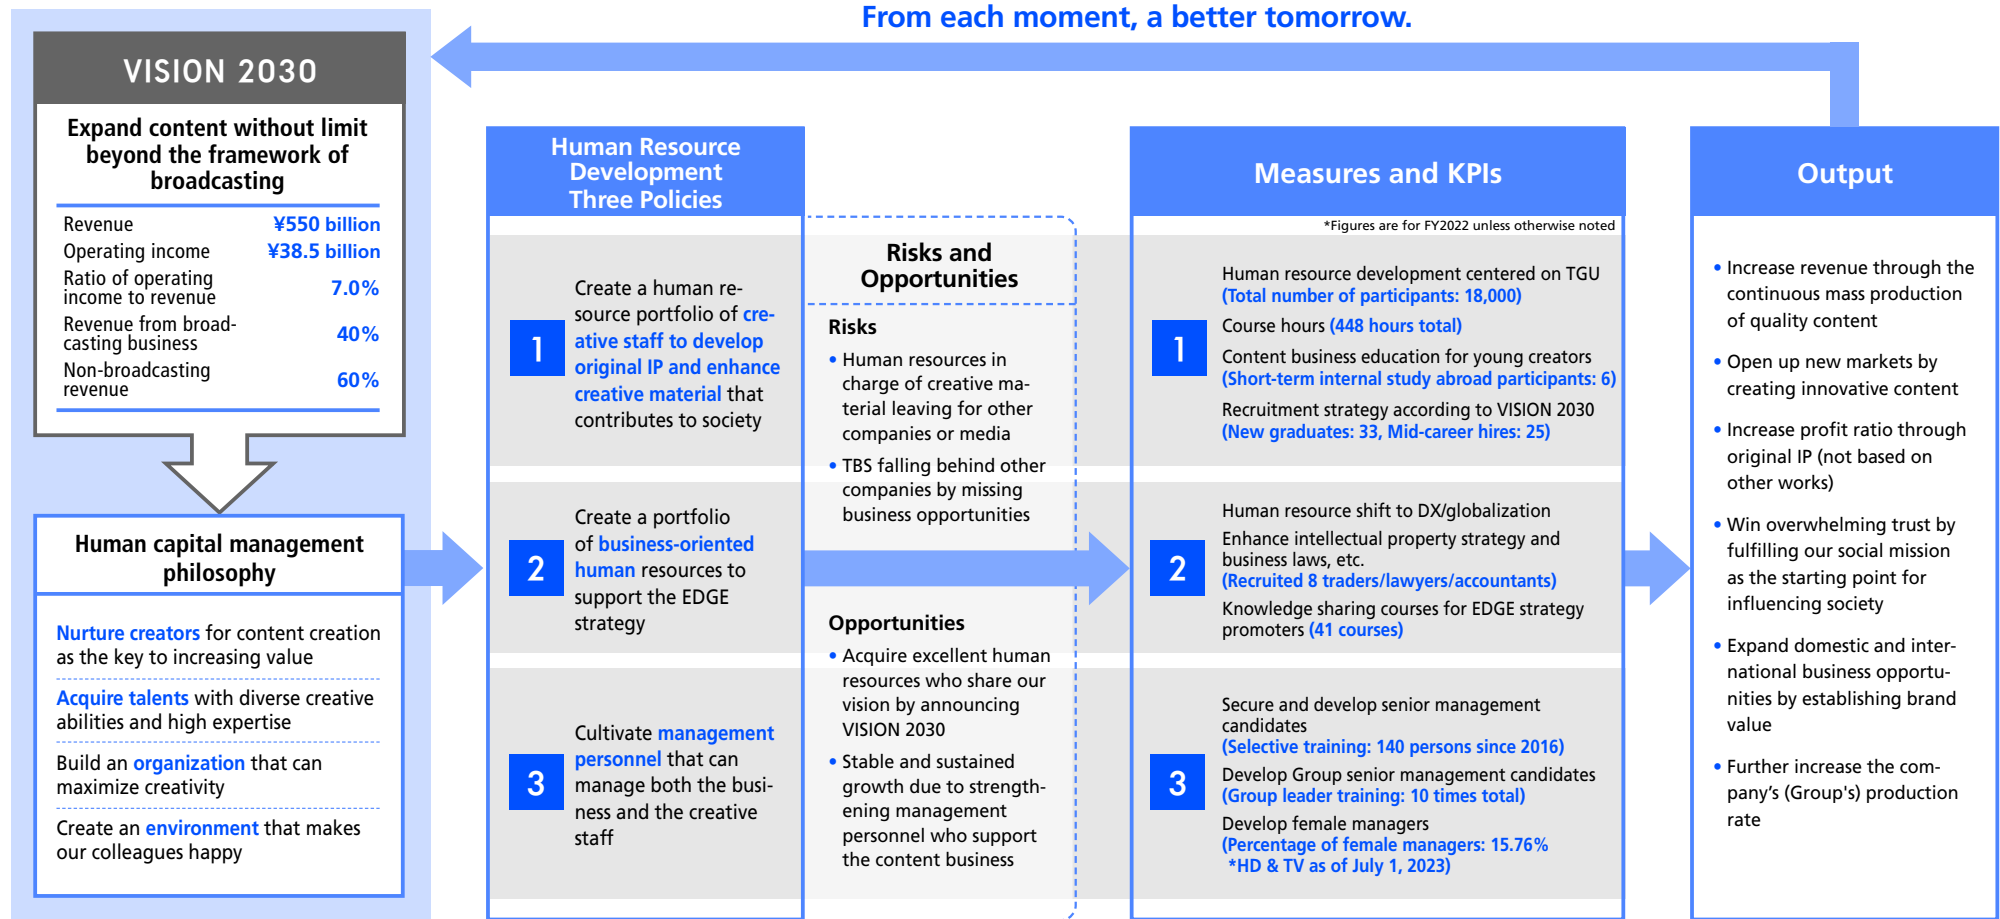 From each moment, a better tomorrow.
VISION 2030
Expand content without limit
beyond the framework of
broadcasting
Revenue ¥550 billion
Operating income ¥38.5 billion
Ratio of operating
income to revenue 7.0%
Revenue from broad-
casting business 40%
Non-broadcasting
revenue 60%
Human capital management
philosophy
Nurture creators for content creation
as the key to increasing value
Acquire talents with diverse creative
abilities and high expertise
Build an organization that can
maximize creativity
Create an environment that makes
our colleagues happy
Human Resource
Development
Three Policies
1
Create a human re-
source portfolio of cre-
ative staff to develop
original IP and enhance
creative material that
contributes to society
2
Create a portfolio
of business-oriented
human resources to
support the EDGE
strategy
3
Cultivate management
personnel that can
manage both the busi-
ness and the creative
staff
Risks and
Opportunities
Risks
• Human resources in
charge of creative ma-
terial leaving for other
companies or media
• TBS falling behind other
companies by missing
business opportunities
Opportunities
• Acquire excellent human
resources who share our
vision by announcing
VISION 2030
• Stable and sustained
growth due to strength-
ening management
personnel who support
the content business
Measures and KPIs
*Figures are for FY2022 unless otherwise noted
1
Human resource development centered on TGU
(Total number of participants: 18,000)
Course hours (448 hours total)
Content business education for young creators
(Short-term internal study abroad participants: 6)
Recruitment strategy according to VISION 2030
(New graduates: 33, Mid-career hires: 25)
2
Human resource shift to DX/globalization
Enhance intellectual property strategy and
business laws, etc.
(Recruited 8 traders/lawyers/accountants)
Knowledge sharing courses for EDGE strategy
promoters (41 courses)
3
Secure and develop senior management
candidates
(Selective training: 140 persons since 2016)
Develop Group senior management candidates
(Group leader training: 10 times total)
Develop female managers
(Percentage of female managers: 15.76%
*HD & TV as of July 1, 2023)
Output
• Increase revenue through the
continuous mass production
of quality content
• Open up new markets by
creating innovative content
• Increase profit ratio through
original IP (not based on
other works)
• Win overwhelming trust by
fulfilling our social mission
as the starting point for
influencing society
• Expand domestic and inter-
national business opportu-
nities by establishing brand
value
• Further increase the com-
pany’s (Group's) production
rate